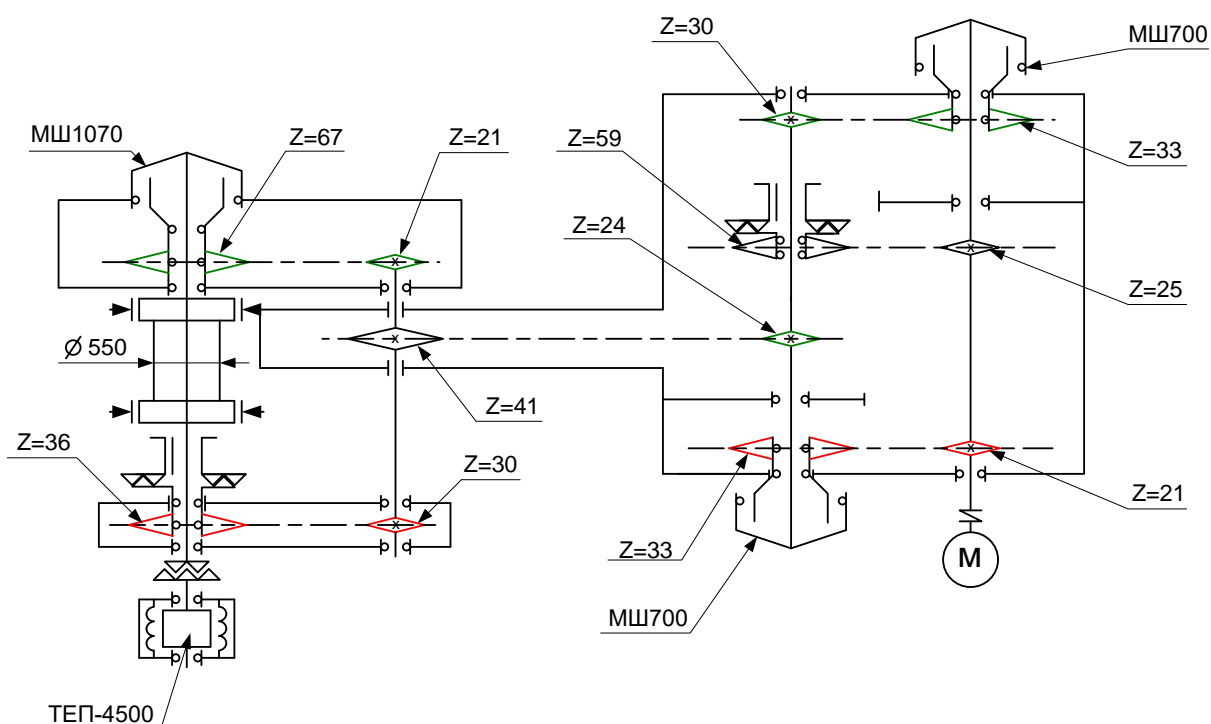 Z=30
МШ700
МШ1070
Z=67
Z=21
Z=59
Z=33
Z=24
Z=25
Ø 550
Z=41
Z=36
Z=30
Z=21
Z=33
М
МШ700
ТЕП-4500